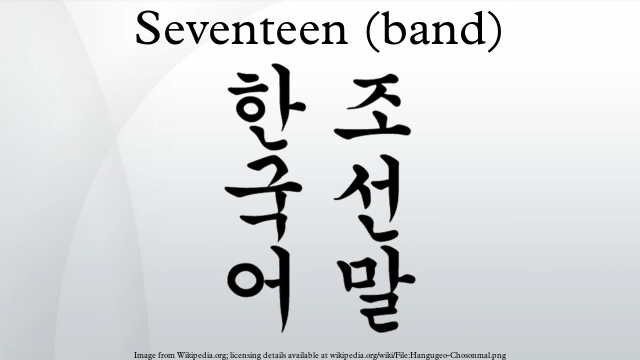 Seventeen (band)
한국어
조선말
Image from Wikipedia.org; licensing details available at wikipedia.org/wiki/File:Hangugeo-Chosonmal.png